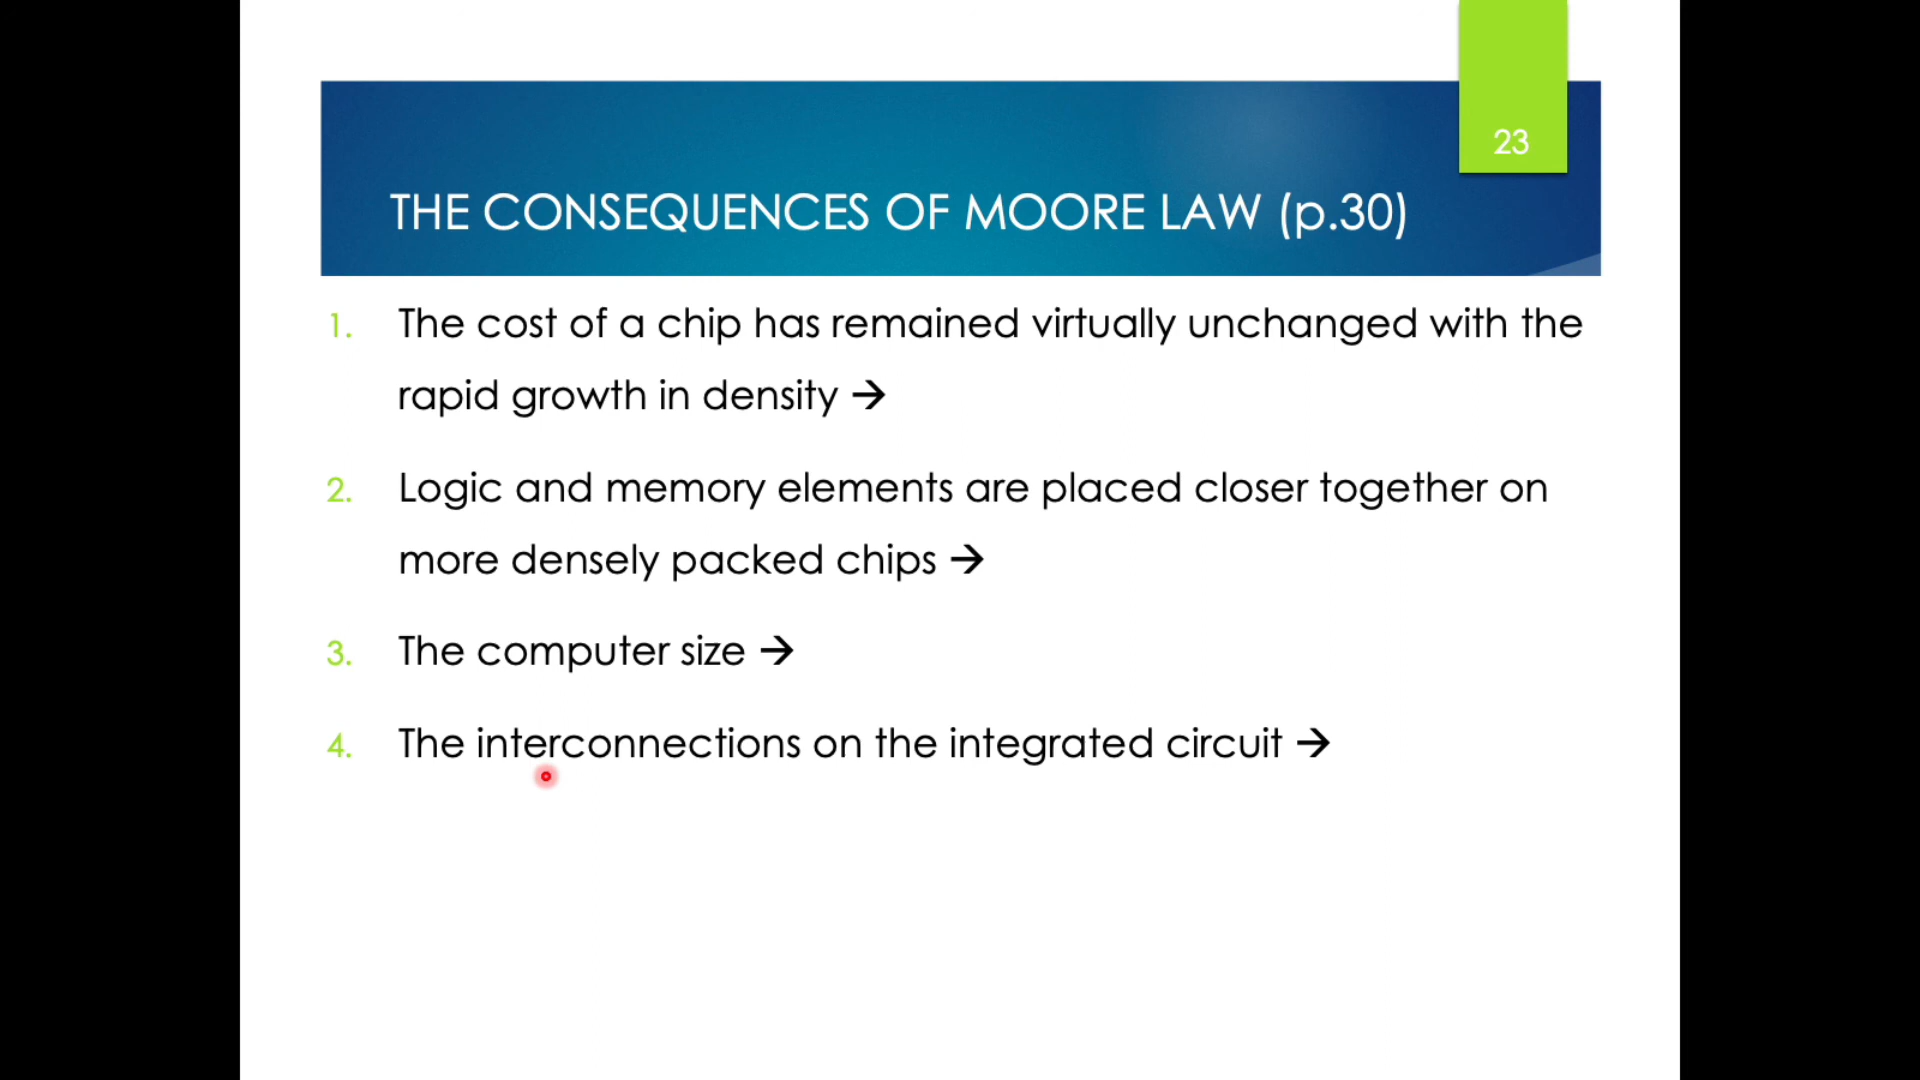 23
THE CONSEQUENCES OF MOORE LAW (p.30)
1. The cost of a chip has remained virtually unchanged with the
rapid growth in density →
2. Logic and memory elements are placed closer together on
more densely packed chips →
3. The computer size →
4. The interconnections on the integrated circuit →